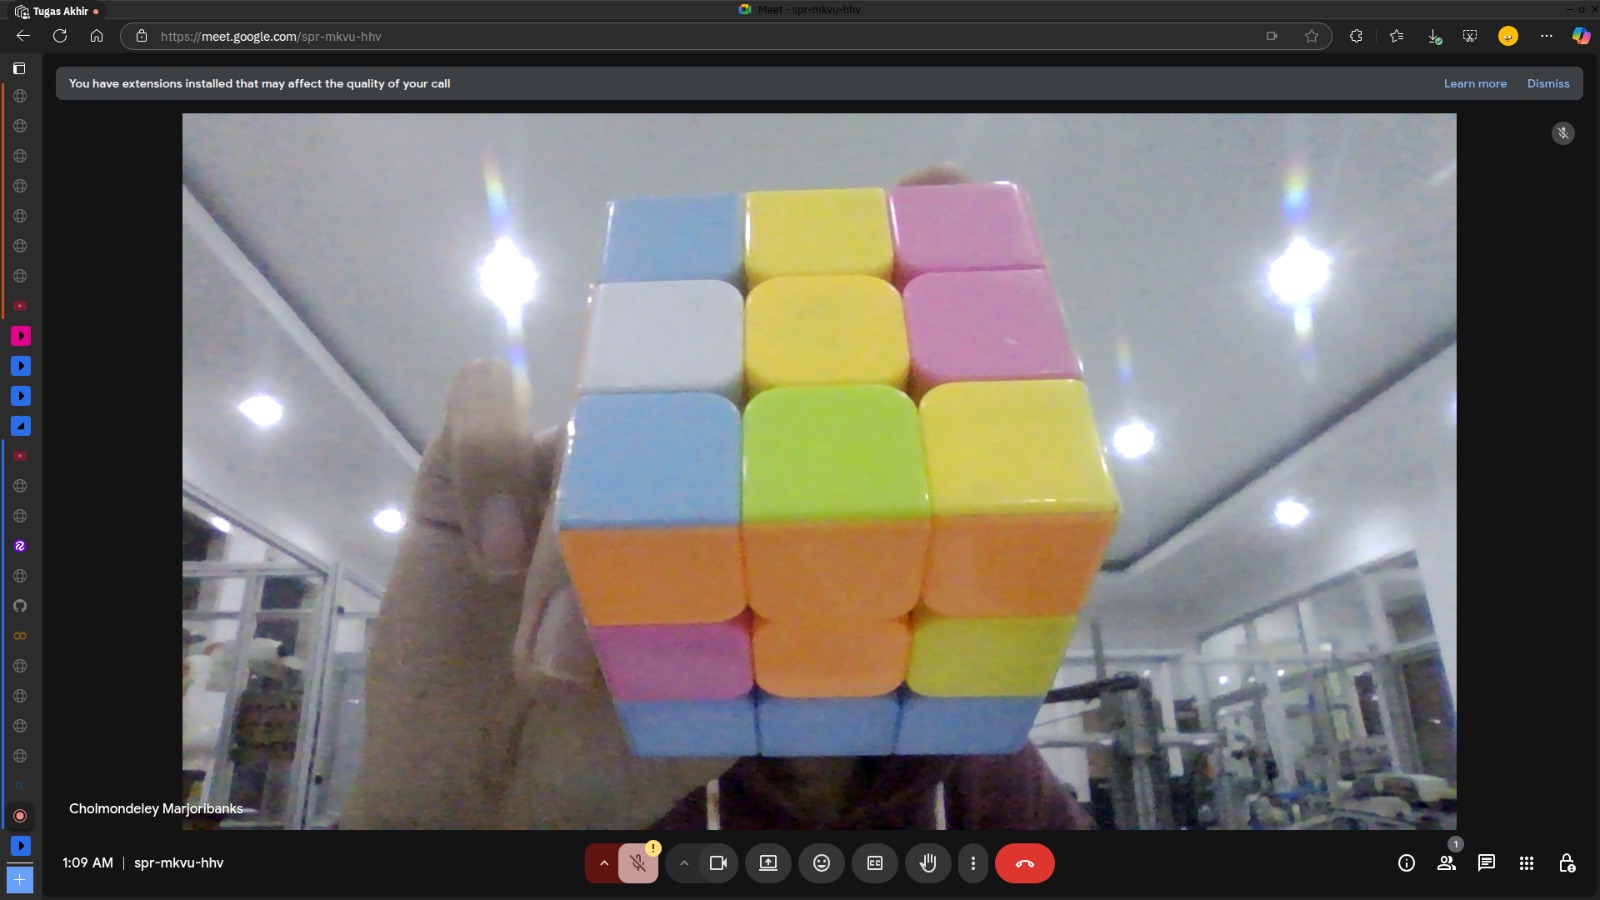 Tugas Akhir
Meet - spr-mkvu-hhv
https://meet.google.com/spr-mkvu-hhv
You have extensions installed that may affect the quality of your call
Learn more
Dismiss
Cholmondeley Marjoribanks
1:09 AM | spr-mkvu-hhv
1